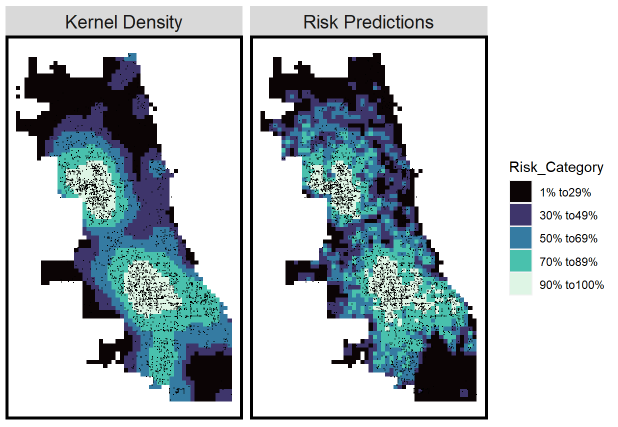 Kernel Density
Risk Predictions
Risk_Category
1% to29%
30% to49%
50% to69%
70% to89%
90% to100%